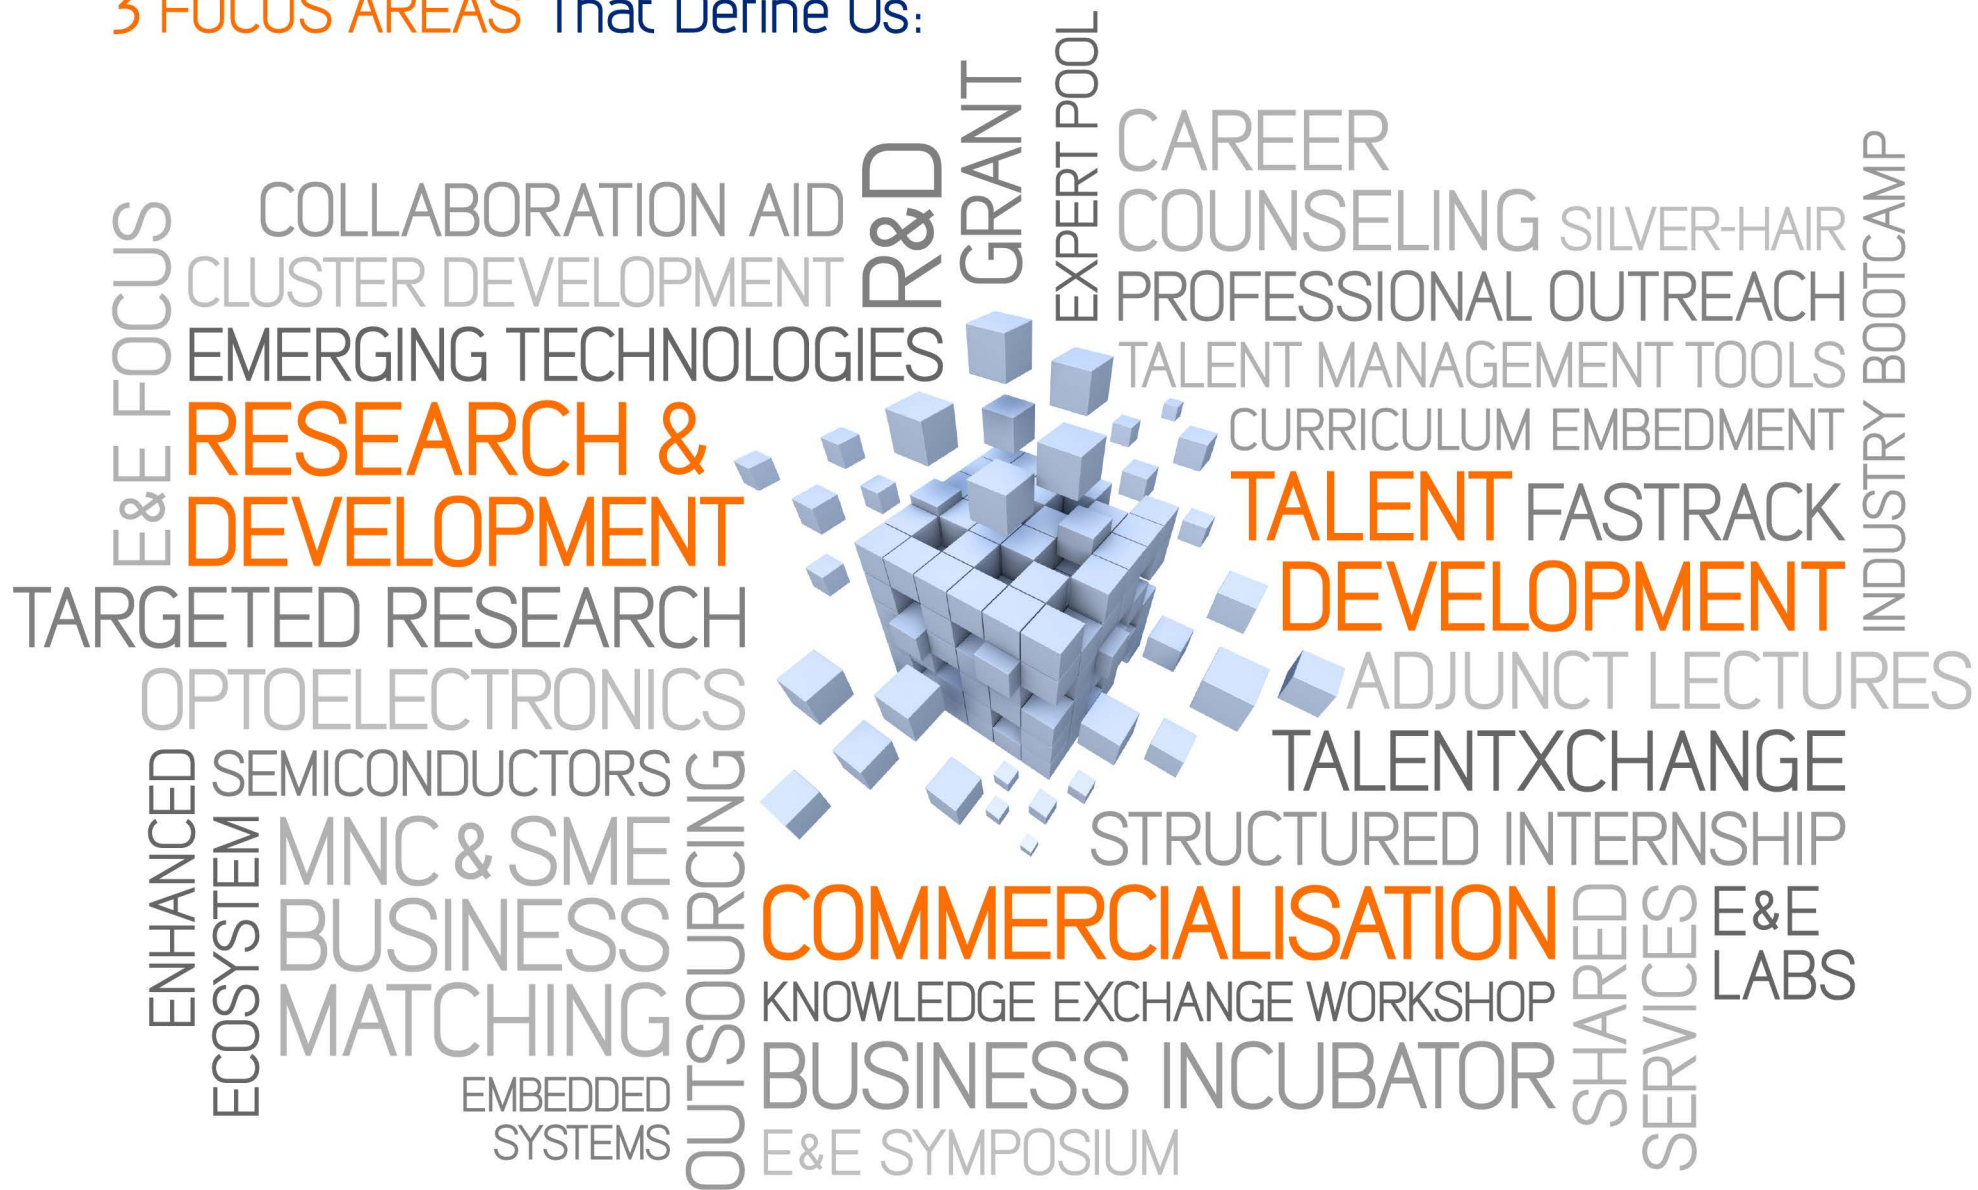 3 FOCUS AREAS That Define Us:
E&E FOCUS
COLLABORATION AID
CLUSTER DEVELOPMENT
R&D
GRANT
EMERGING TECHNOLOGIES
RESEARCH &
DEVELOPMENT
TARGETED RESEARCH
OPTOELECTRONICS
ENHANCED
ECOSYSTEM
SEMICONDUCTORS
MNC & SME
BUSINESS
MATCHING
EMBEDDED
SYSTEMS
OUTSOURCING
EXPERT POOL
CAREER
COUNSELING
SILVER-HAIR
PROFESSIONAL OUTREACH
TALENT MANAGEMENT TOOLS
CURRICULUM EMBEDMENT
TALENT FASTRACK
DEVELOPMENT
INDUSTRY BOOTCAMP
ADJUNCT LECTURES
TALENTXCHANGE
STRUCTURED INTERNSHIP
COMMERCIALISATION
KNOWLEDGE EXCHANGE WORKSHOP
BUSINESS INCUBATOR
E&E SYMPOSIUM
SHARED
SERVICES
E&E
LABS